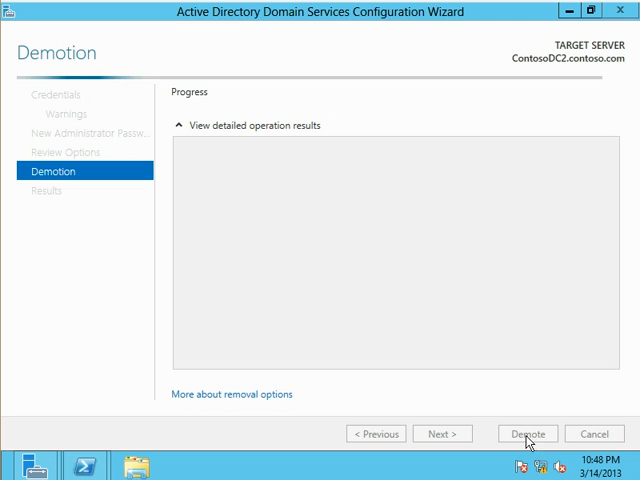 Active Directory Domain Services Configuration Wizard
Demotion
TARGET SERVER
ContosoDC2.contoso.com
Credentials
Warnings
New Administrator Passw...
Review Options
Demotion
Results
Progress
View detailed operation results
More about removal options
< Previous
Next >
Demote
Cancel
10:48 PM
3/14/2013